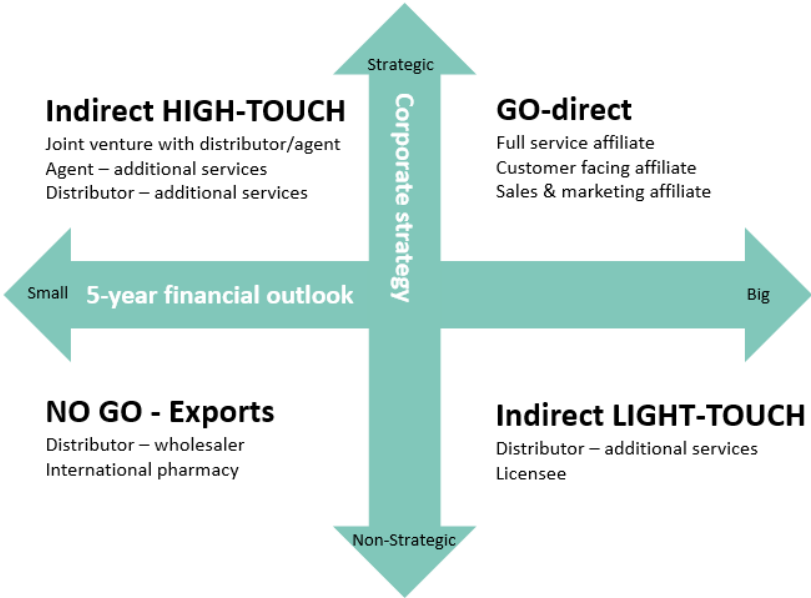 Strategic
Corporate strategy
Indirect HIGH-TOUCH
Joint venture with distributor/agent
Agent – additional services
Distributor – additional services
GO-direct
Full service affiliate
Customer facing affiliate
Sales & marketing affiliate
Small
5-year financial outlook
Big
NO GO - Exports
Distributor – wholesaler
International pharmacy
Indirect LIGHT-TOUCH
Distributor – additional services
Licensee
Non-Strategic